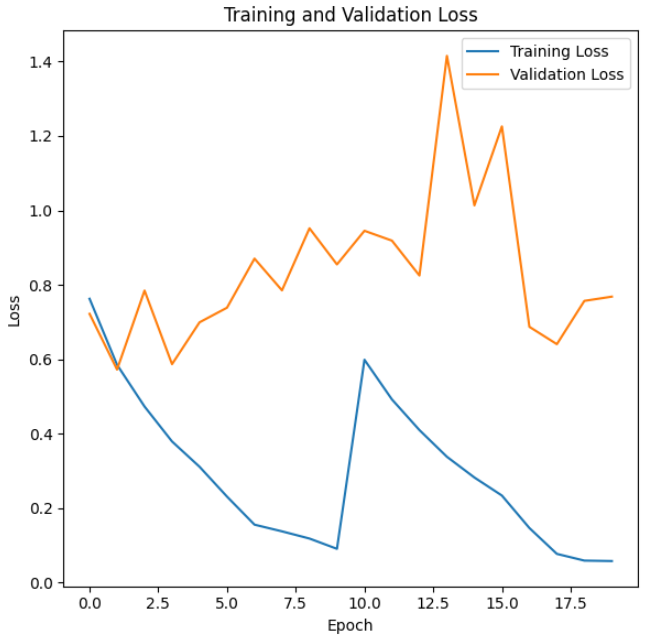 Training and Validation Loss
Training Loss
Validation Loss
1.4
1.2
1.0
0.8
0.6
0.4
0.2
0.0
Loss
0.0 2.5 5.0 7.5 10.0 12.5 15.0 17.5
Epoch